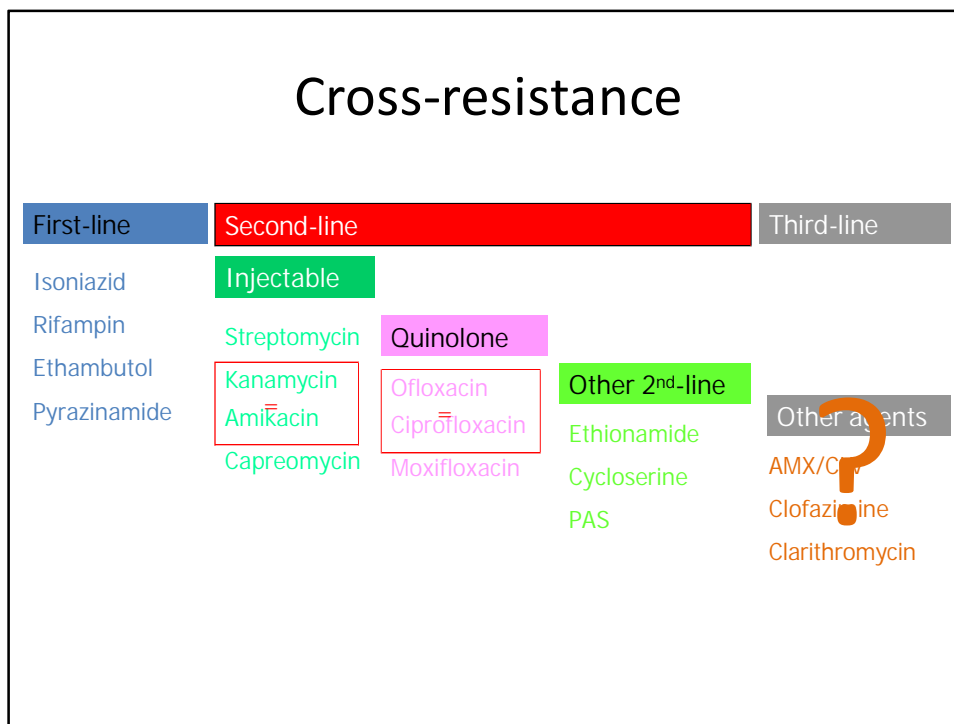 Cross-resistance
First-line
Isoniazid
Rifampin
Ethambutol
Pyrazinamide
Second-line
Injectable
Streptomycin
Kanamycin
=
Amikacin
Capreomycin
Quinolone
Ofloxacin
=
Ciprofloxacin
Moxifloxacin
Other 2nd-line
Ethionamide
Cycloserine
PAS
Third-line
Other agents
?
AMX/
Clofazimine
Clarithromycin